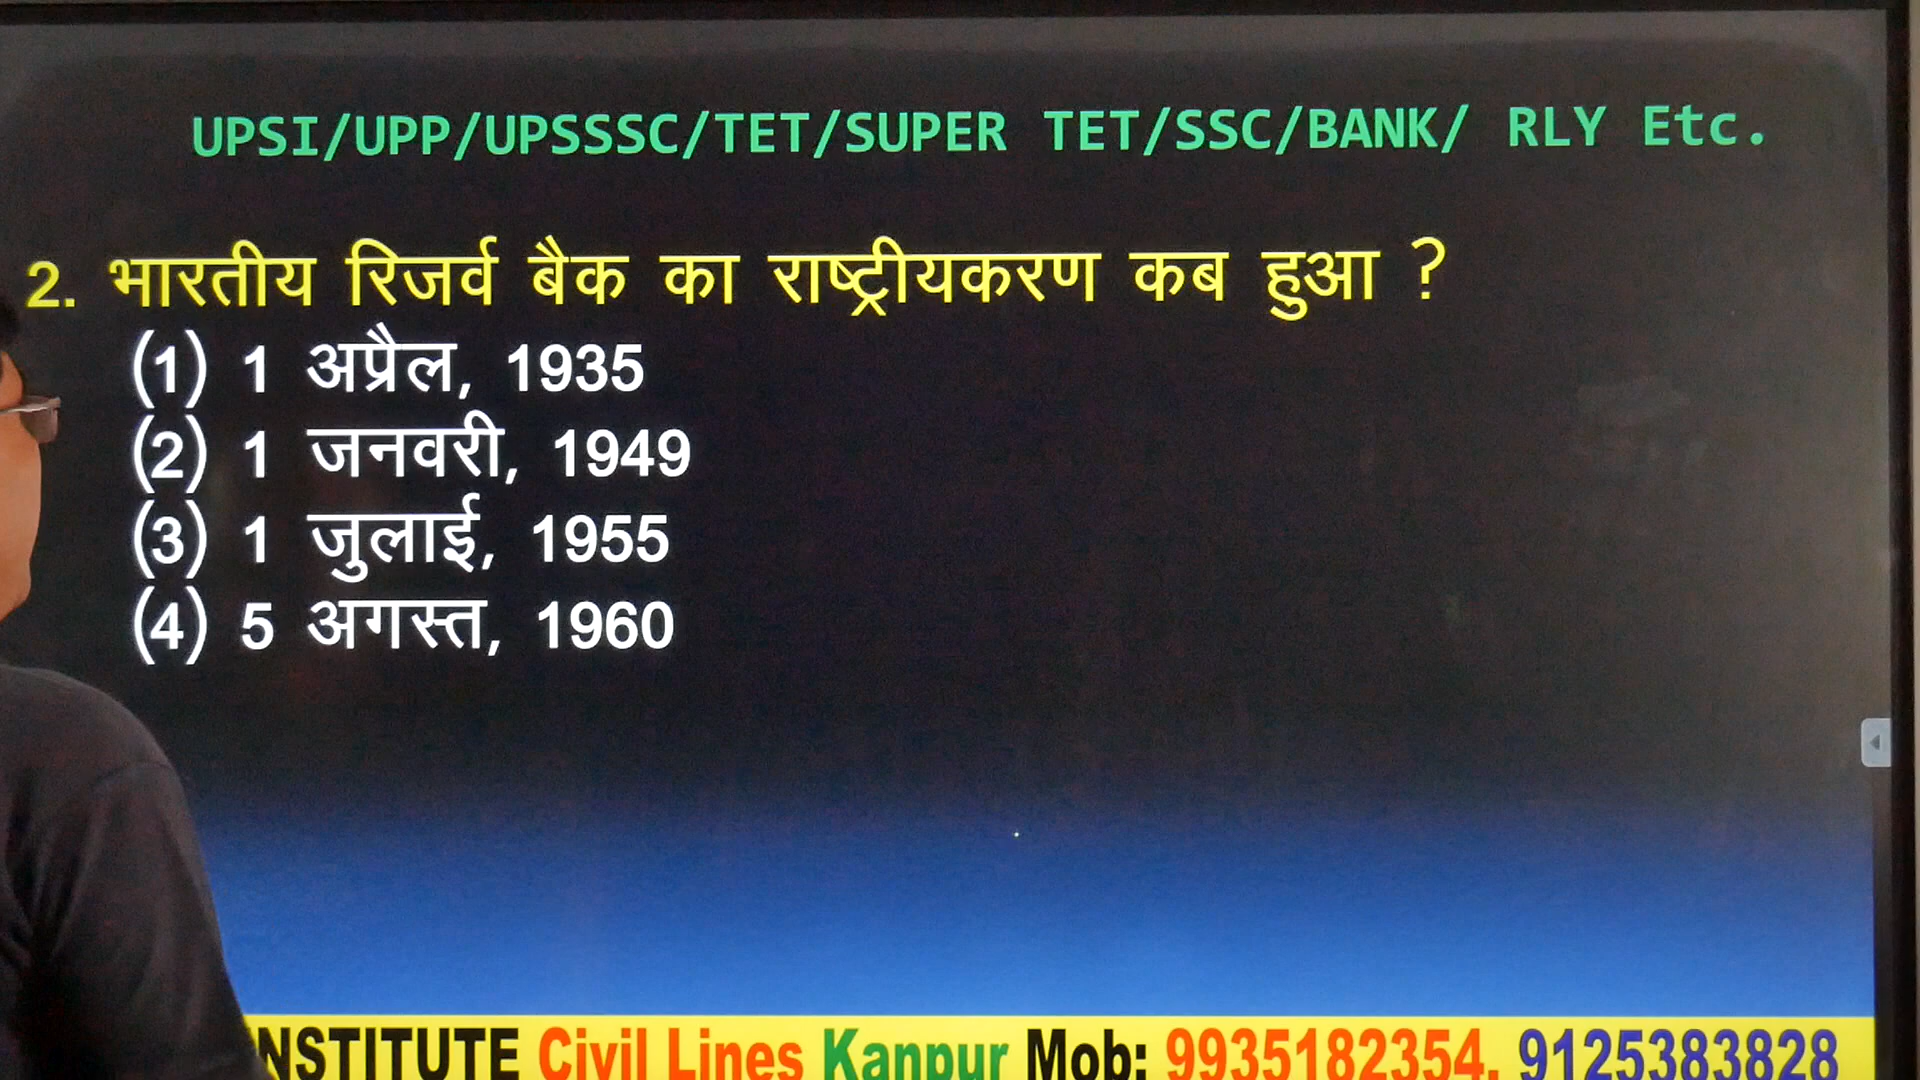 UPSI/UPP/UPSSSC/TET/SUPER TET/SSC/BANK/ RLY Etc.
2. भारतीय रिजर्व बैक का राष्ट्रीयकरण कब हुआ ?
(1) 1 अप्रैल, 1935
(2) 1 जनवरी, 1949
(3) 1 जुलाई, 1955
(4) 5 अगस्त, 1960
NSTITUTE Civil Lines Kanpur Mob: 9935182354, 9125383828